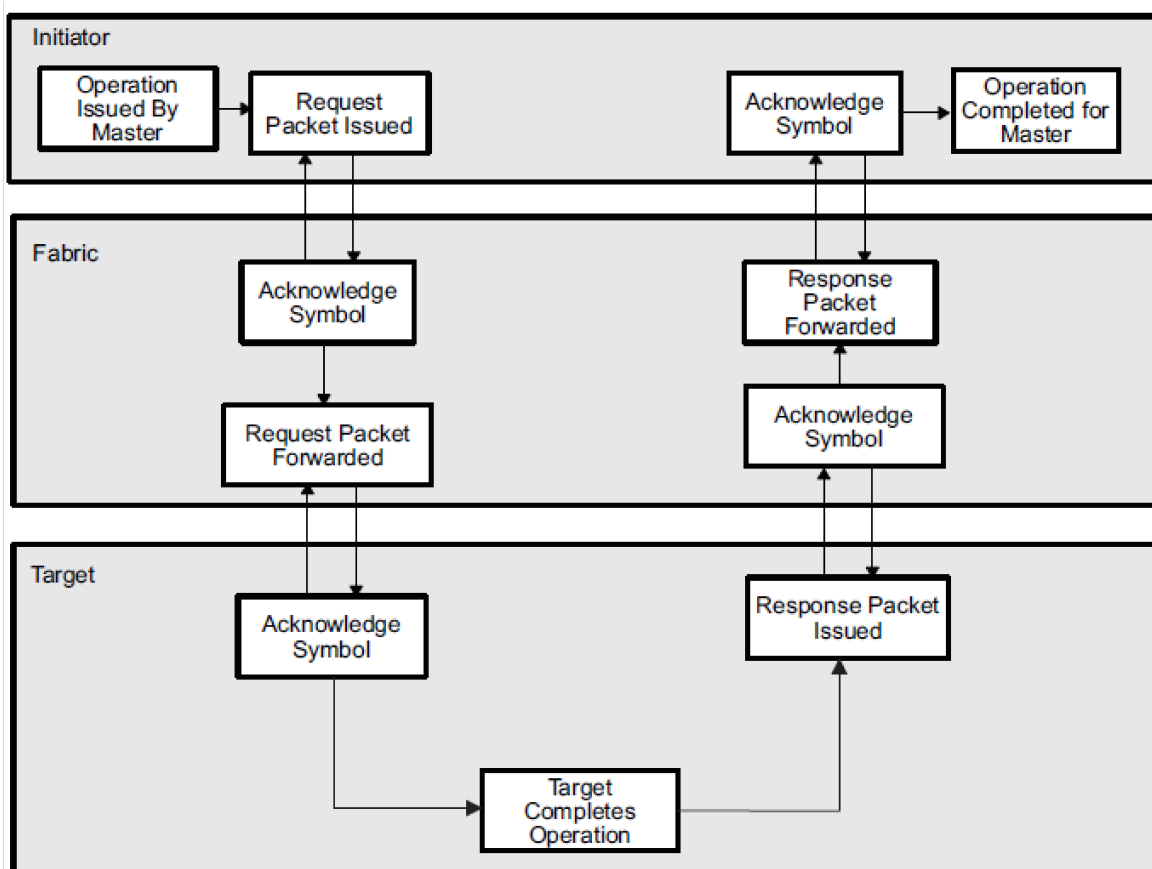 Initiator
Operation
Issued By
Master
Request
Packet Issued
Acknowledge
Symbol
Operation
Completed for
Master
Fabric
Acknowledge
Symbol
Response
Packet
Forwarded
Request Packet
Forwarded
Acknowledge
Symbol
Target
Acknowledge
Symbol
Response Packet
Issued
Target
Completes
Operation